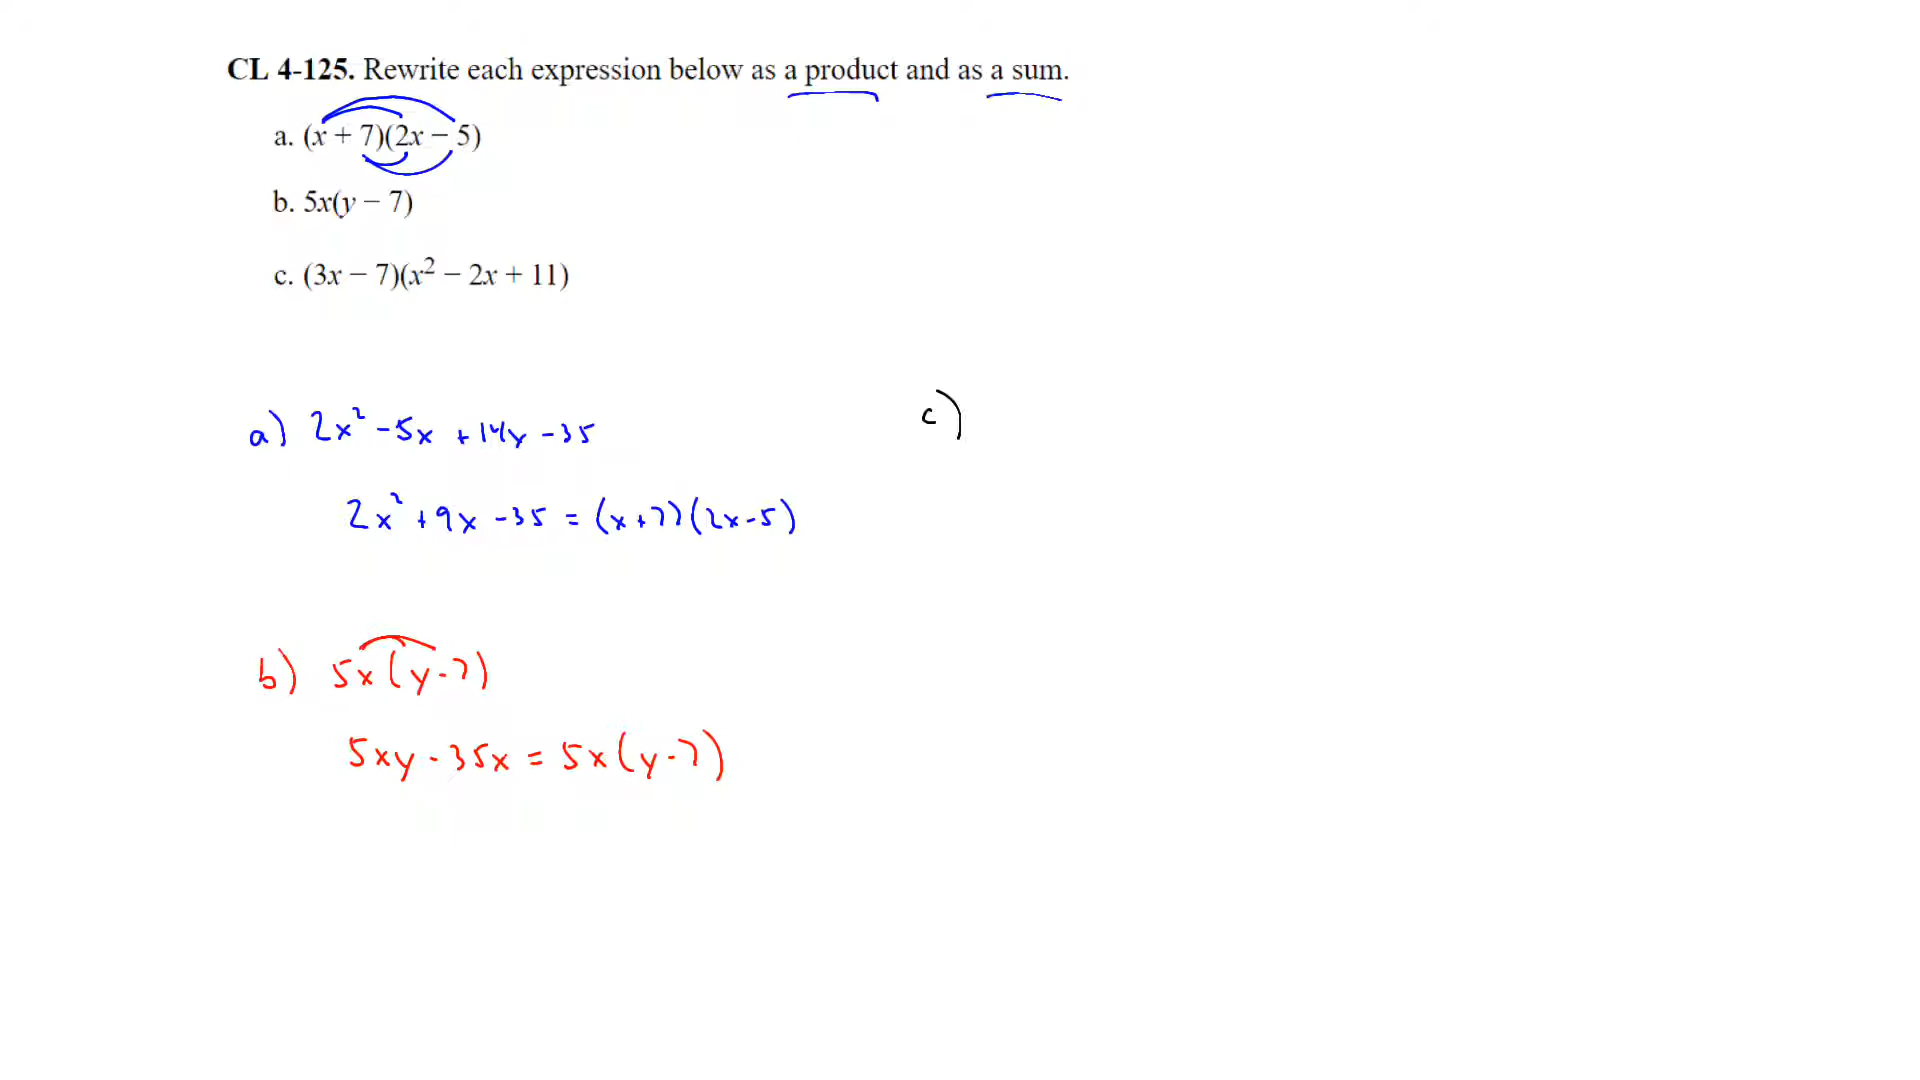 CL 4-125. Rewrite each expression below as a product and as a sum.
a. (x + 7)(2x − 5)
b. 5x(y − 7)
c. (3x − 7)(x² − 2x + 11)
a) 2x² -5x +14x -35
2x² +9x -35 = (x+7)(2x-5)
b) 5x(y-7)
5xy - 35x = 5x(y-7)
c)